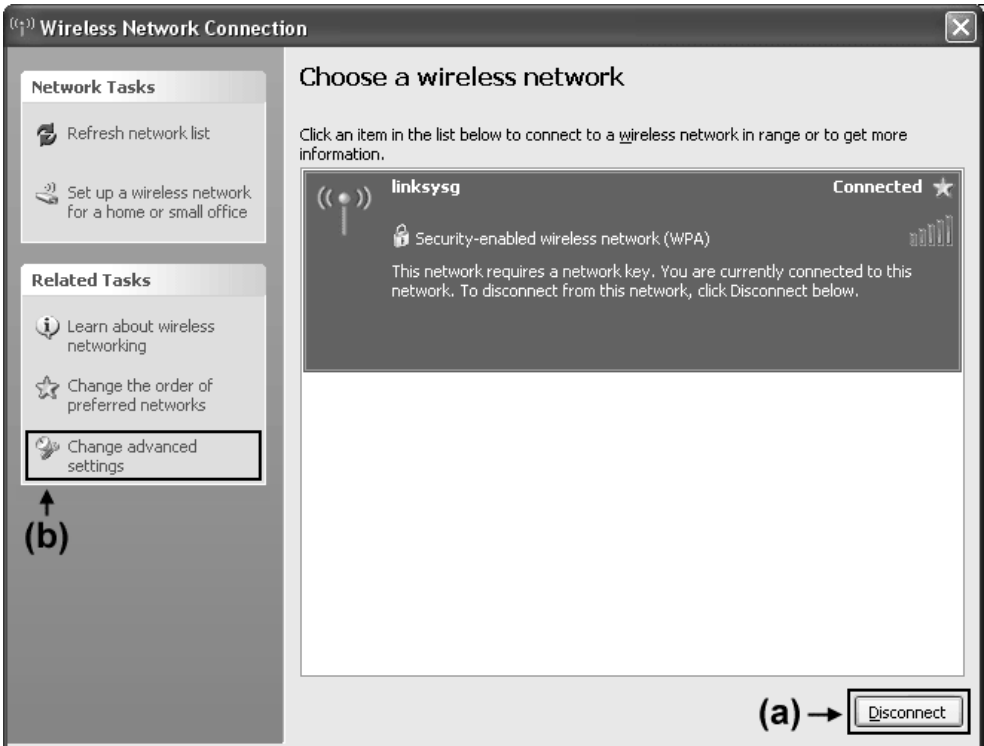 Wireless Network Connection
Network Tasks
Refresh network list
Set up a wireless network
for a home or small office
Related Tasks
Learn about wireless
networking
Change the order of
preferred networks
Change advanced
settings
(b)
Choose a wireless network
Click an item in the list below to connect to a wireless network in range or to get more
information.
linksysg
Connected
Security-enabled wireless network (WPA)
This network requires a network key. You are currently connected to this
network. To disconnect from this network, click Disconnect below.
(a)
Disconnect